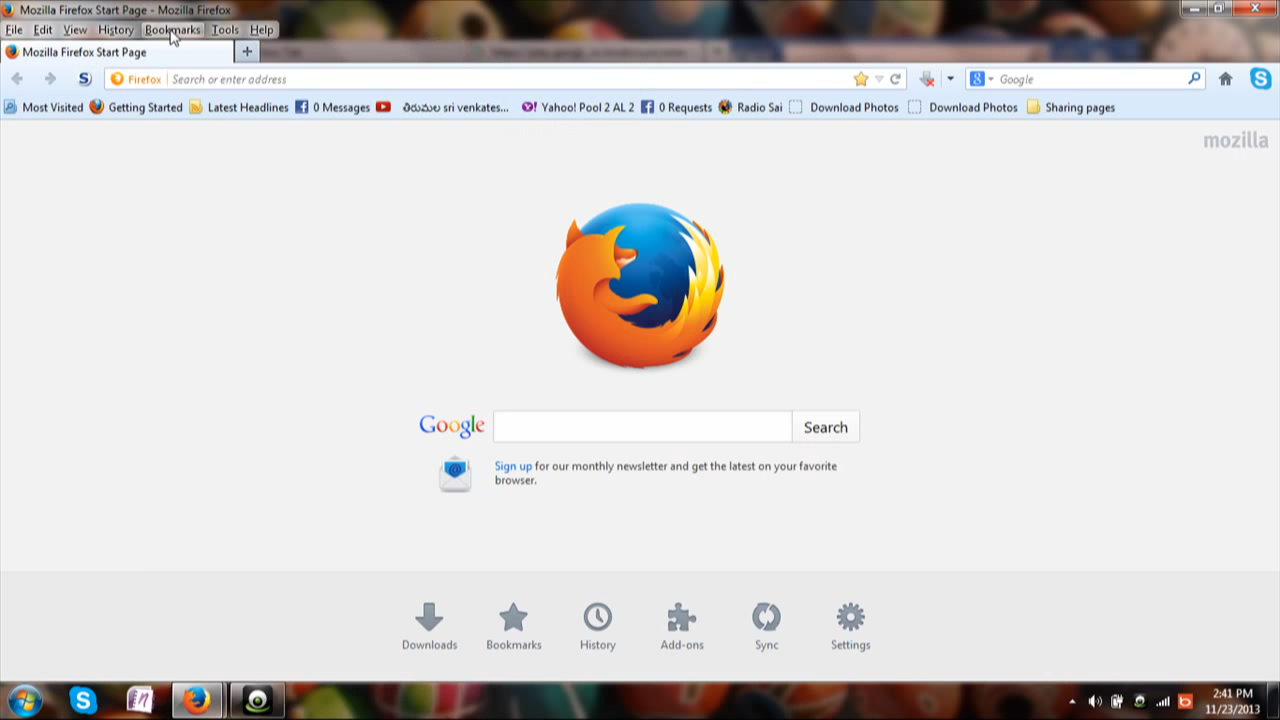 Mozilla Firefox Start Page - Mozilla Firefox
File Edit View History Bookmarks Tools Help
Mozilla Firefox Start Page
Firefox Search or enter address Google
Most Visited Getting Started Latest Headlines 0 Messages తిరుమల sri venkates... Yahoo! Pool 2 AL 2 0 Requests Radio Sai Download Photos Download Photos Sharing pages
mozilla
Google Search
Sign up for our monthly newsletter and get the latest on your favorite
browser.
Downloads Bookmarks History Add-ons Sync Settings
2:41 PM
11/23/2013